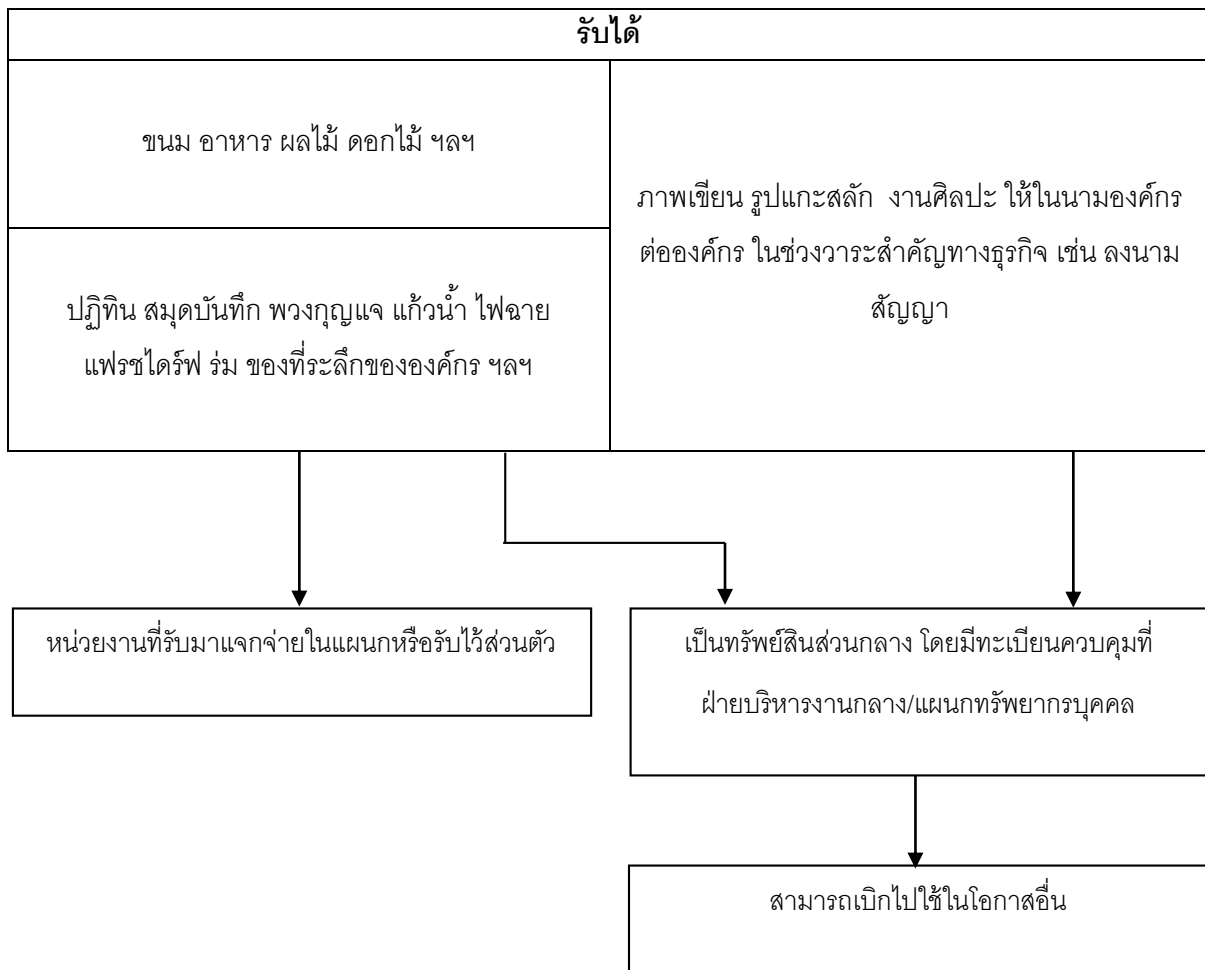 รับได้
ขนม อาหาร ผลไม้ ดอกไม้ ฯลฯ
ปฏิทิน สมุดบันทึก พวงกุญแจ แก้วน้ำ ไฟฉาย
แฟรชไดร์ฟ ร่ม ของที่ระลึกขององค์กร ฯลฯ
ภาพเขียน รูปแกะสลัก งานศิลปะ ให้ในนามองค์กร
ต่อองค์กร ในช่วงวาระสำคัญทางธุรกิจ เช่น ลงนาม
สัญญา
หน่วยงานที่รับมาแจกจ่ายในแผนกหรือรับไว้ส่วนตัว
เป็นทรัพย์สินส่วนกลาง โดยมีทะเบียนควบคุมที่
ฝ่ายบริหารงานกลาง/แผนกทรัพยากรบุคคล
สามารถเบิกไปใช้ในโอกาสอื่น